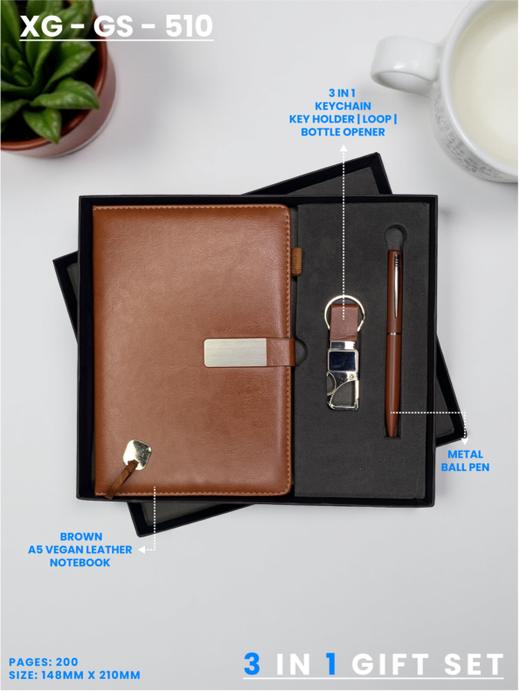 XG - GS - 510
3 IN 1
KEYCHAIN
KEY HOLDER | LOOP |
BOTTLE OPENER
METAL
BALL PEN
BROWN
A5 VEGAN LEATHER
NOTEBOOK
PAGES: 200
SIZE: 148MM X 210MM
3 IN 1 GIFT SET